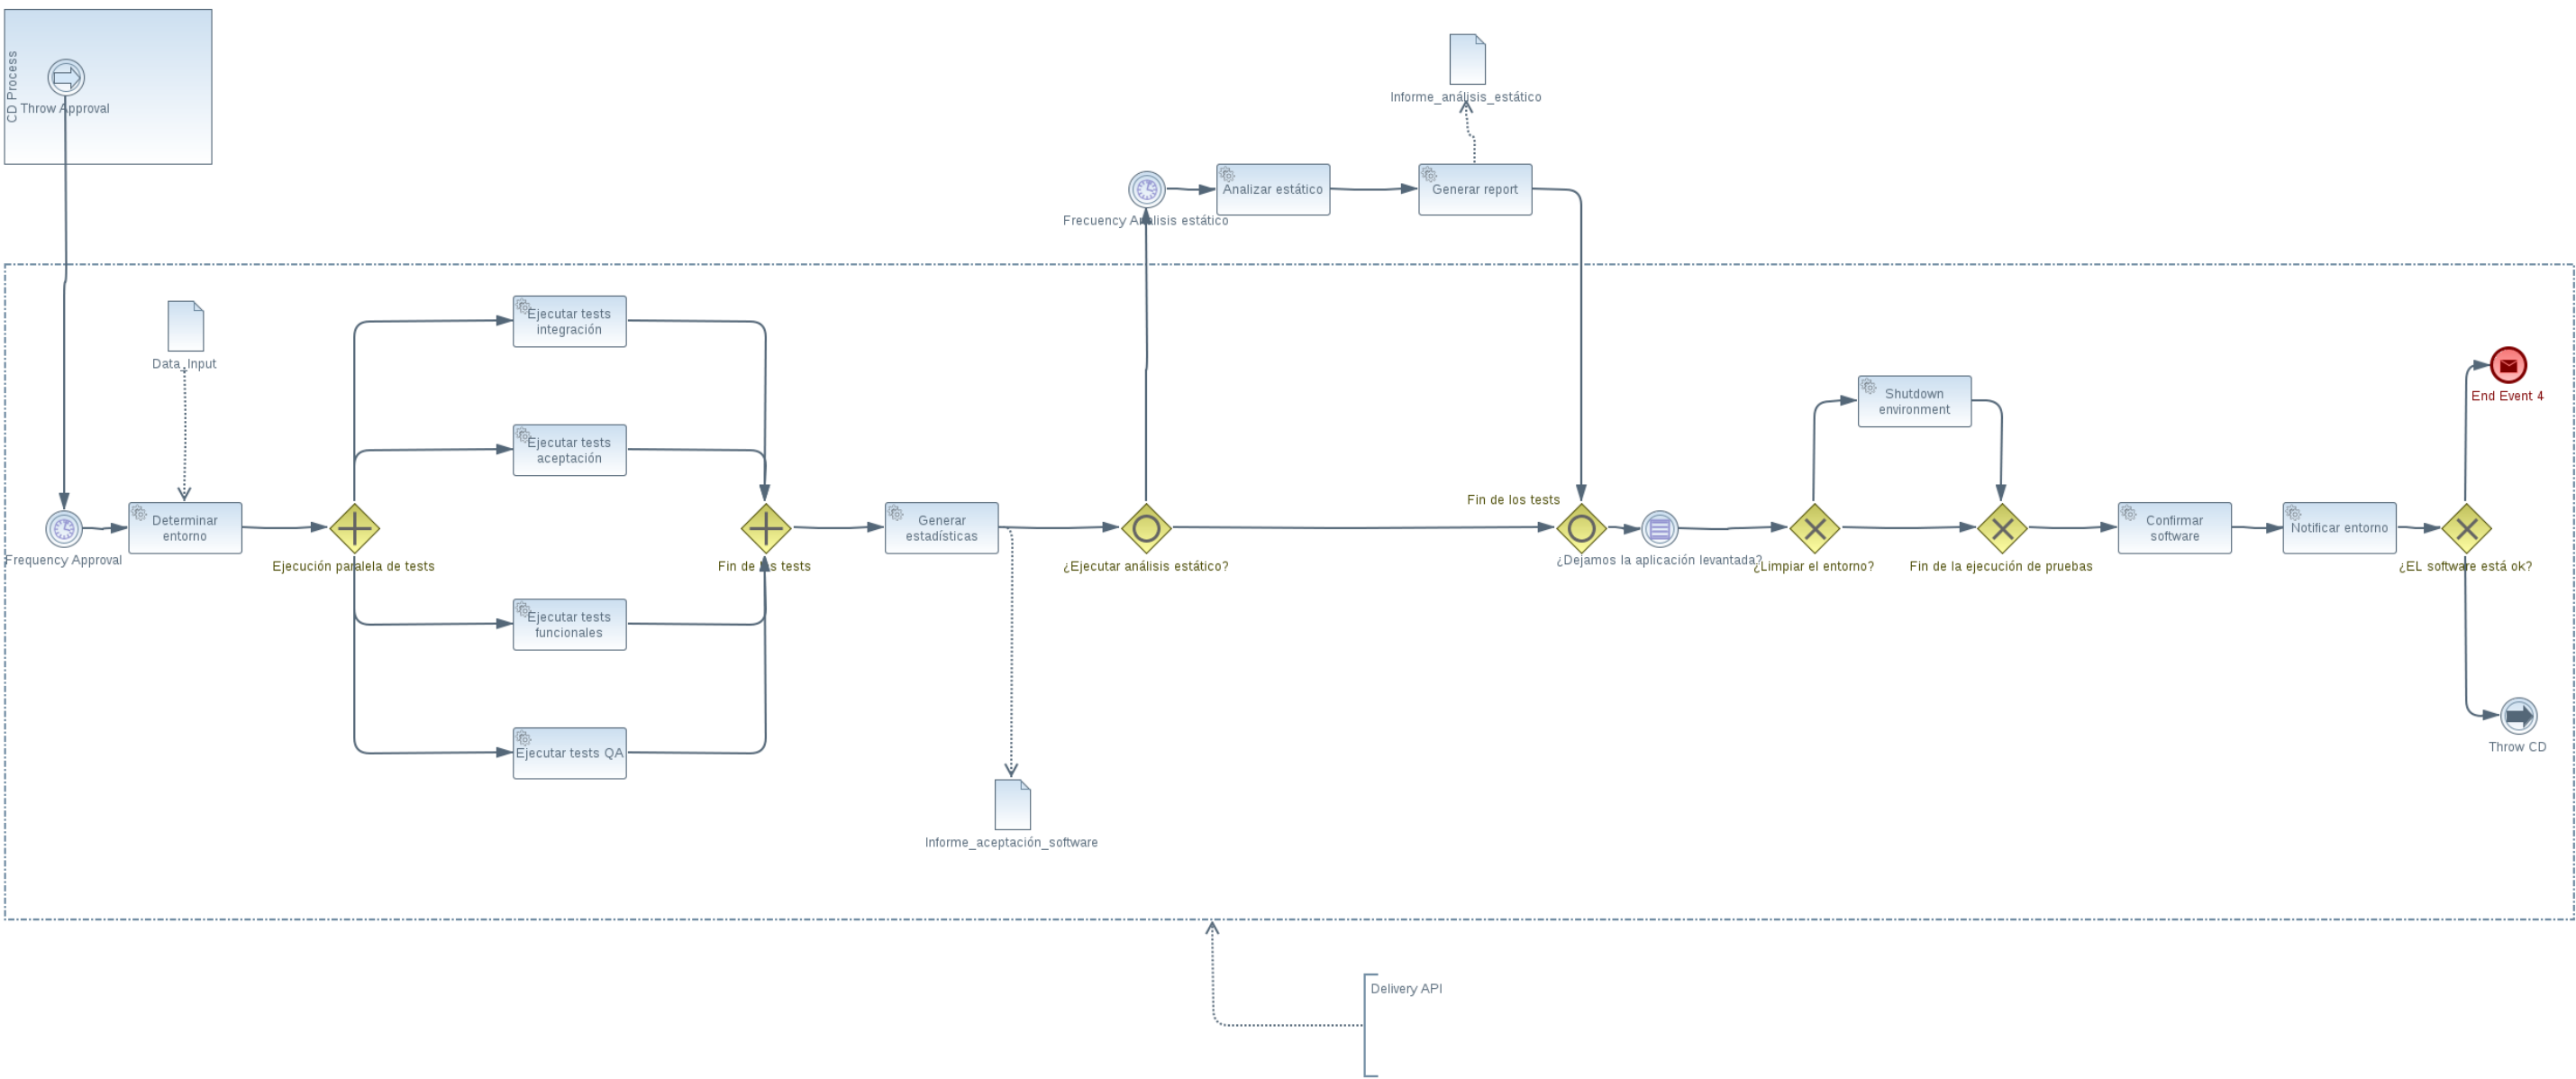 CD Process
Throw Approval
Informe_análisis_estático
Analizar estático
Generar report
Frecuency Análisis estático
Data_Input
Ejecutar tests
integración
Ejecutar tests
aceptación
Shutdown
environment
End Event 4
Fin de los tests
Determinar
entorno
Generar
estadísticas
Confirmar
software
Notificar entorno
Frequency Approval
Ejecución paralela de tests
Fin de los tests
¿Ejecutar análisis estático?
¿Dejamos la aplicación levantada?
¿Limpiar el entorno?
Fin de la ejecución de pruebas
¿EL software está ok?
Ejecutar tests
funcionales
Ejecutar tests QA
Throw CD
Informe_aceptación_software
Delivery API